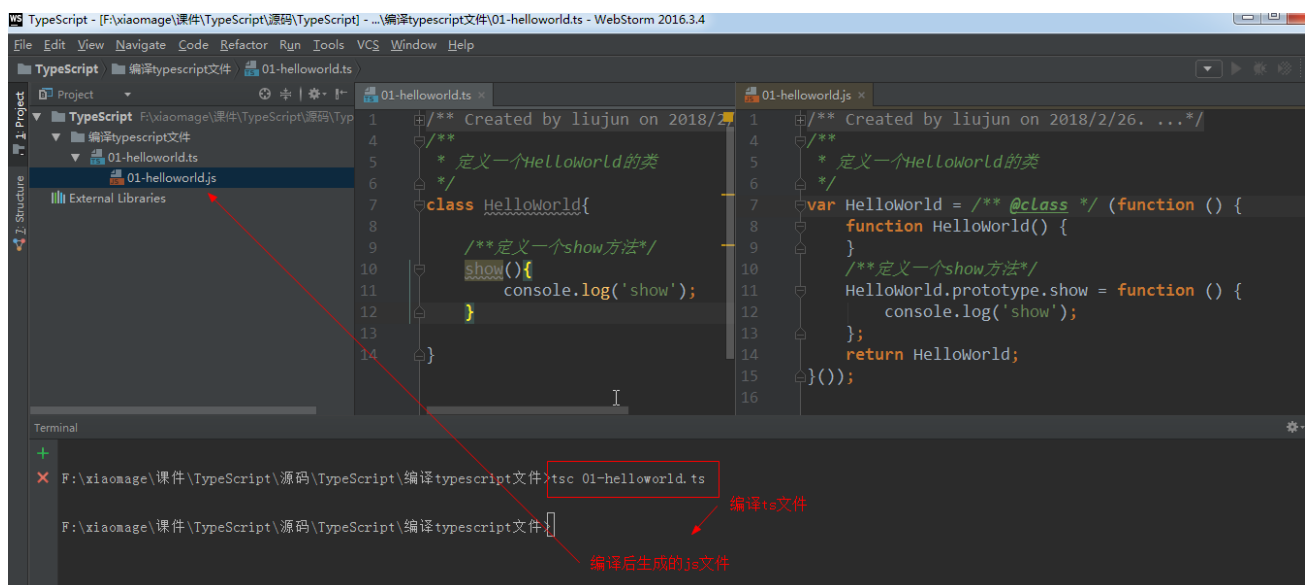 WS TypeScript - [F:\xiaomage\课件\TypeScript\源码\TypeScript] - ...\编译typescript文件\01-helloworld.ts - WebStorm 2016.3.4
File Edit View Navigate Code Refactor Run Tools VCS Window Help
TypeScript 编译typescript文件 01-helloworld.ts
1: Project
7: Structure
Project
TypeScript F:\xiaomage\课件\TypeScript\源码\Typ
编译typescript文件
01-helloworld.ts
01-helloworld.js
External Libraries
01-helloworld.ts ×
1 /** Created by liujun on 2018/2/
4 /**
5 * 定义一个HelloWorld的类
6 */
7 class HelloWorld{
8
9 /**定义一个show方法*/
10 show(){
11 console.log('show');
12 }
13
14 }
01-helloworld.js ×
1 /** Created by liujun on 2018/2/26. ...*/
4 /**
5 * 定义一个HelloWorld的类
6 */
7 var HelloWorld = /** @class */ (function () {
8 function HelloWorld() {
9 }
10 /**定义一个show方法*/
11 HelloWorld.prototype.show = function () {
12 console.log('show');
13 };
14 return HelloWorld;
15 }());
16
Terminal
F:\xiaomage\课件\TypeScript\源码\TypeScript\编译typescript文件>tsc 01-helloworld.ts
编译ts文件
F:\xiaomage\课件\TypeScript\源码\TypeScript\编译typescript文件>
编译后生成的js文件